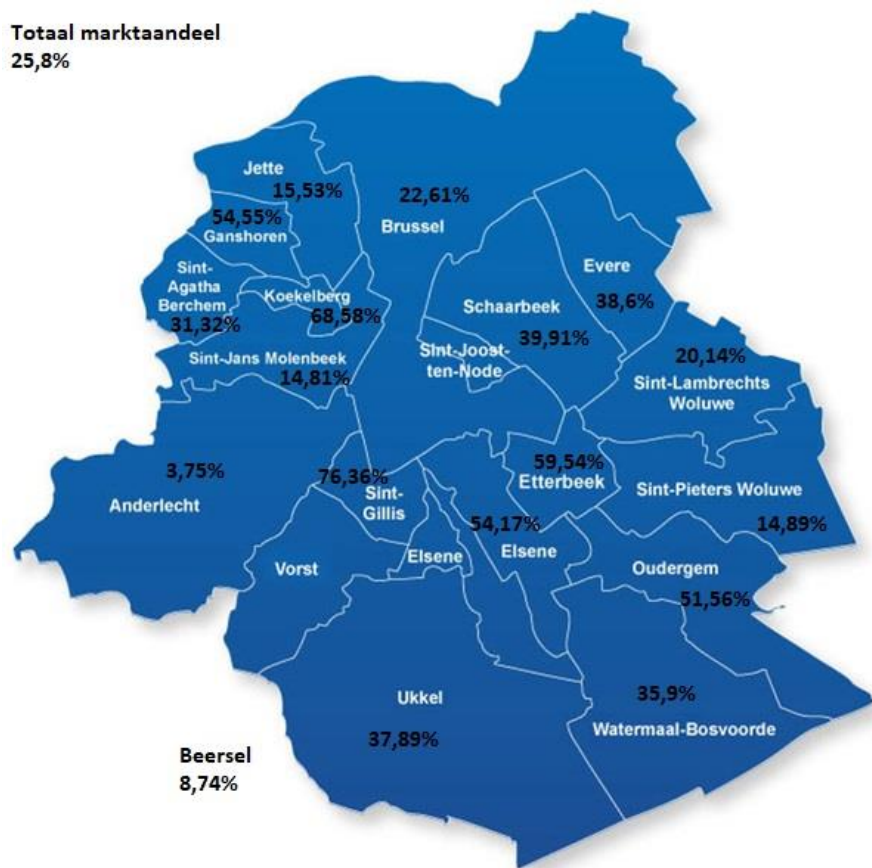 Totaal marktaandeel
25,8%
Jette
15,53%
54,55%
Ganshoren
22,61%
Brussel
Sint-
Agatha
Berchem
31,32%
Koekelberg
68,58%
Sint-Jans Molenbeek
14,81%
Schaarbeek
39,91%
Evere
38,6%
Sint-Joost-
ten-Node
20,14%
Sint-Lambrechts
Woluwe
3,75%
Anderlecht
76,36%
Sint-
Gillis
59,54%
Etterbeek
Sint-Pieters Woluwe
14,89%
54,17%
Elsene
Elsene
Vorst
Oudergem
51,56%
Ukkel
37,89%
35,9%
Watermaal-Bosvoorde
Beersel
8,74%